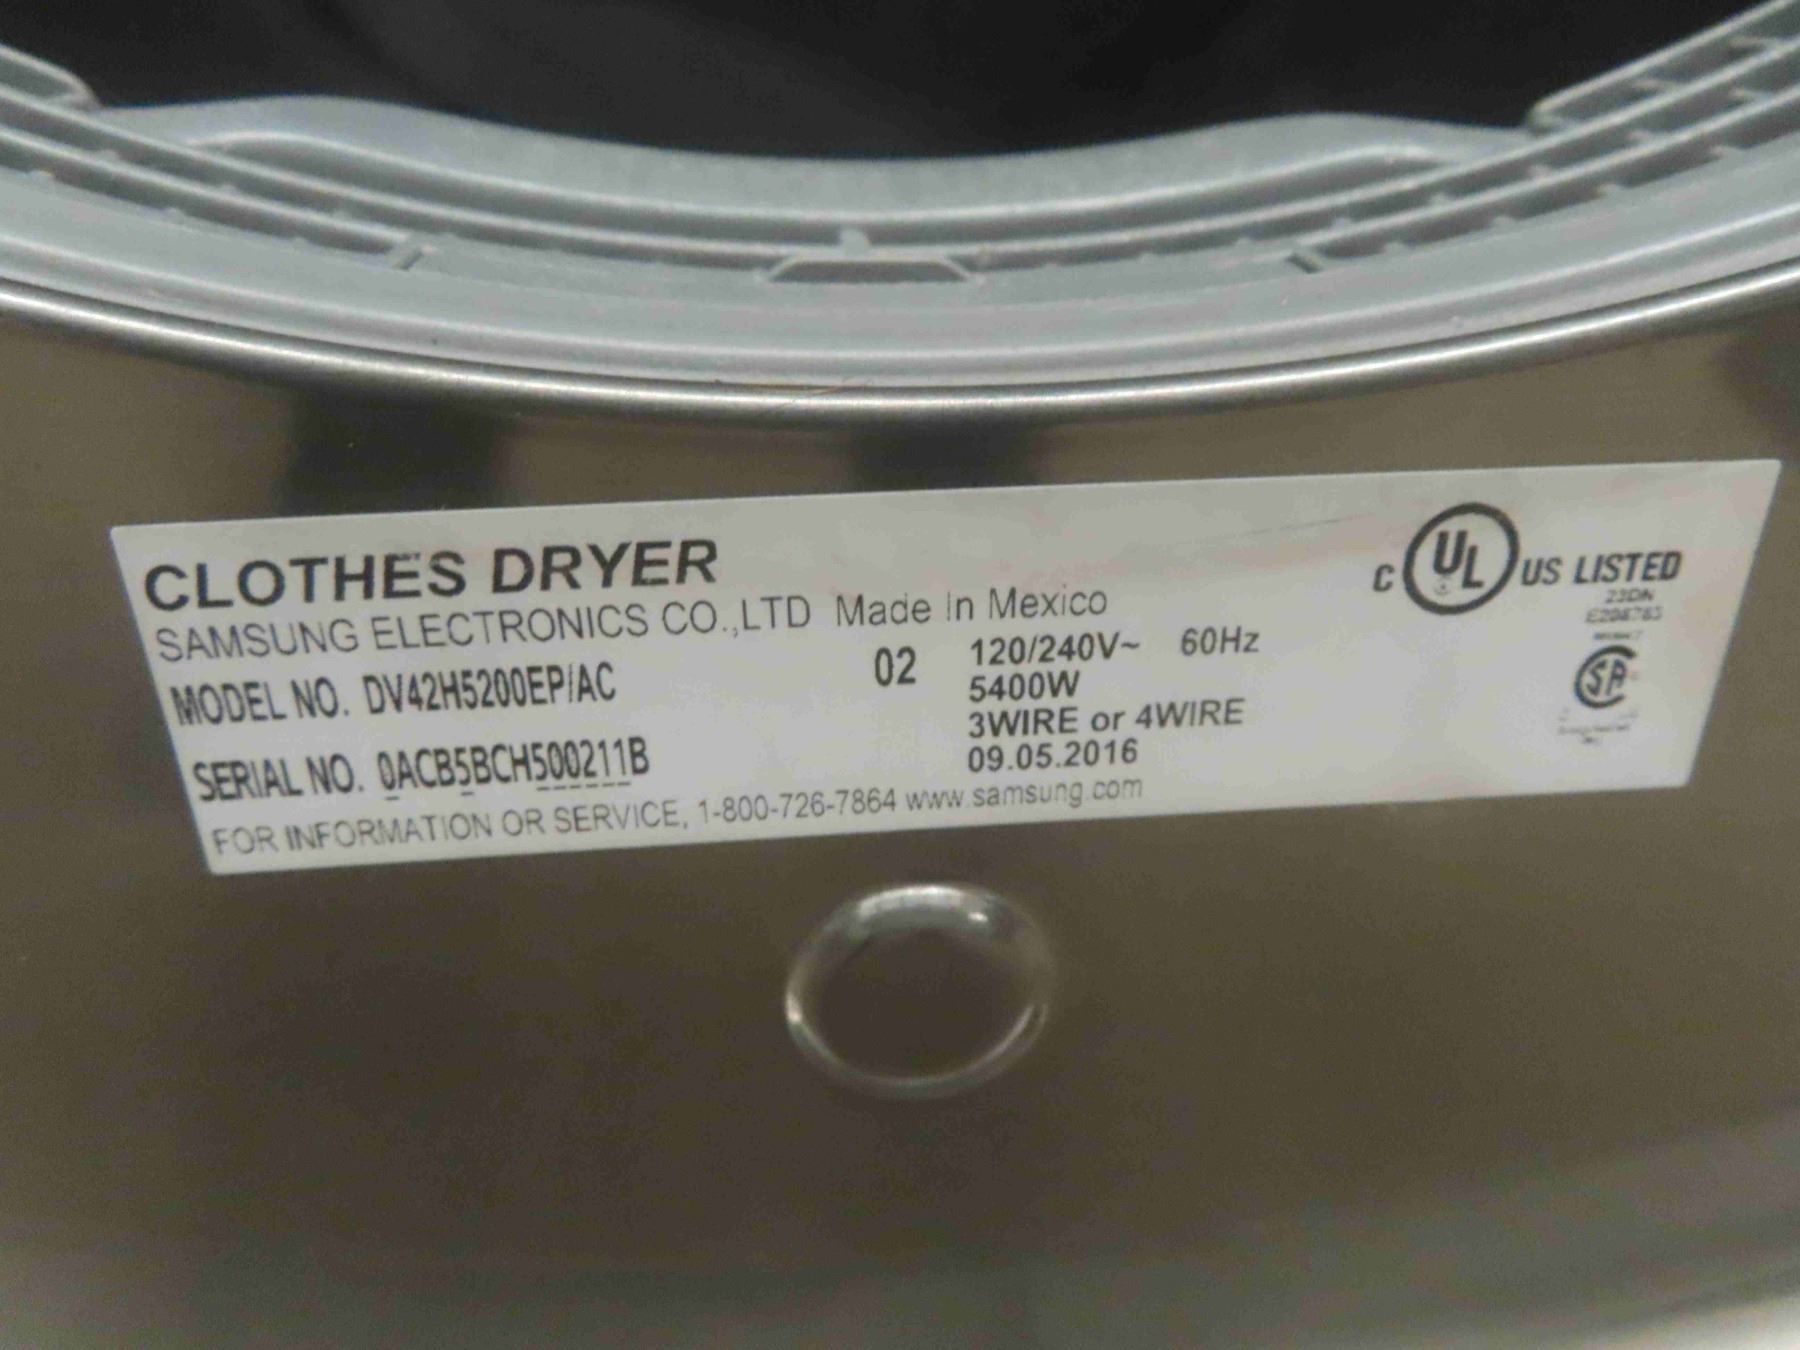 CLOTHES DRYER
SAMSUNG ELECTRONICS CO.,LTD Made In Mexico
MODEL NO. DV42H5200EP/AC
02
120/240V~ 60Hz
5400W
3WIRE or 4WIRE
SERIAL NO. 0ACB5BCH500211B
09.05.2016
FOR INFORMATION OR SERVICE, 1-800-726-7864 www.samsung.com
C UL US LISTED
23DN
E208783